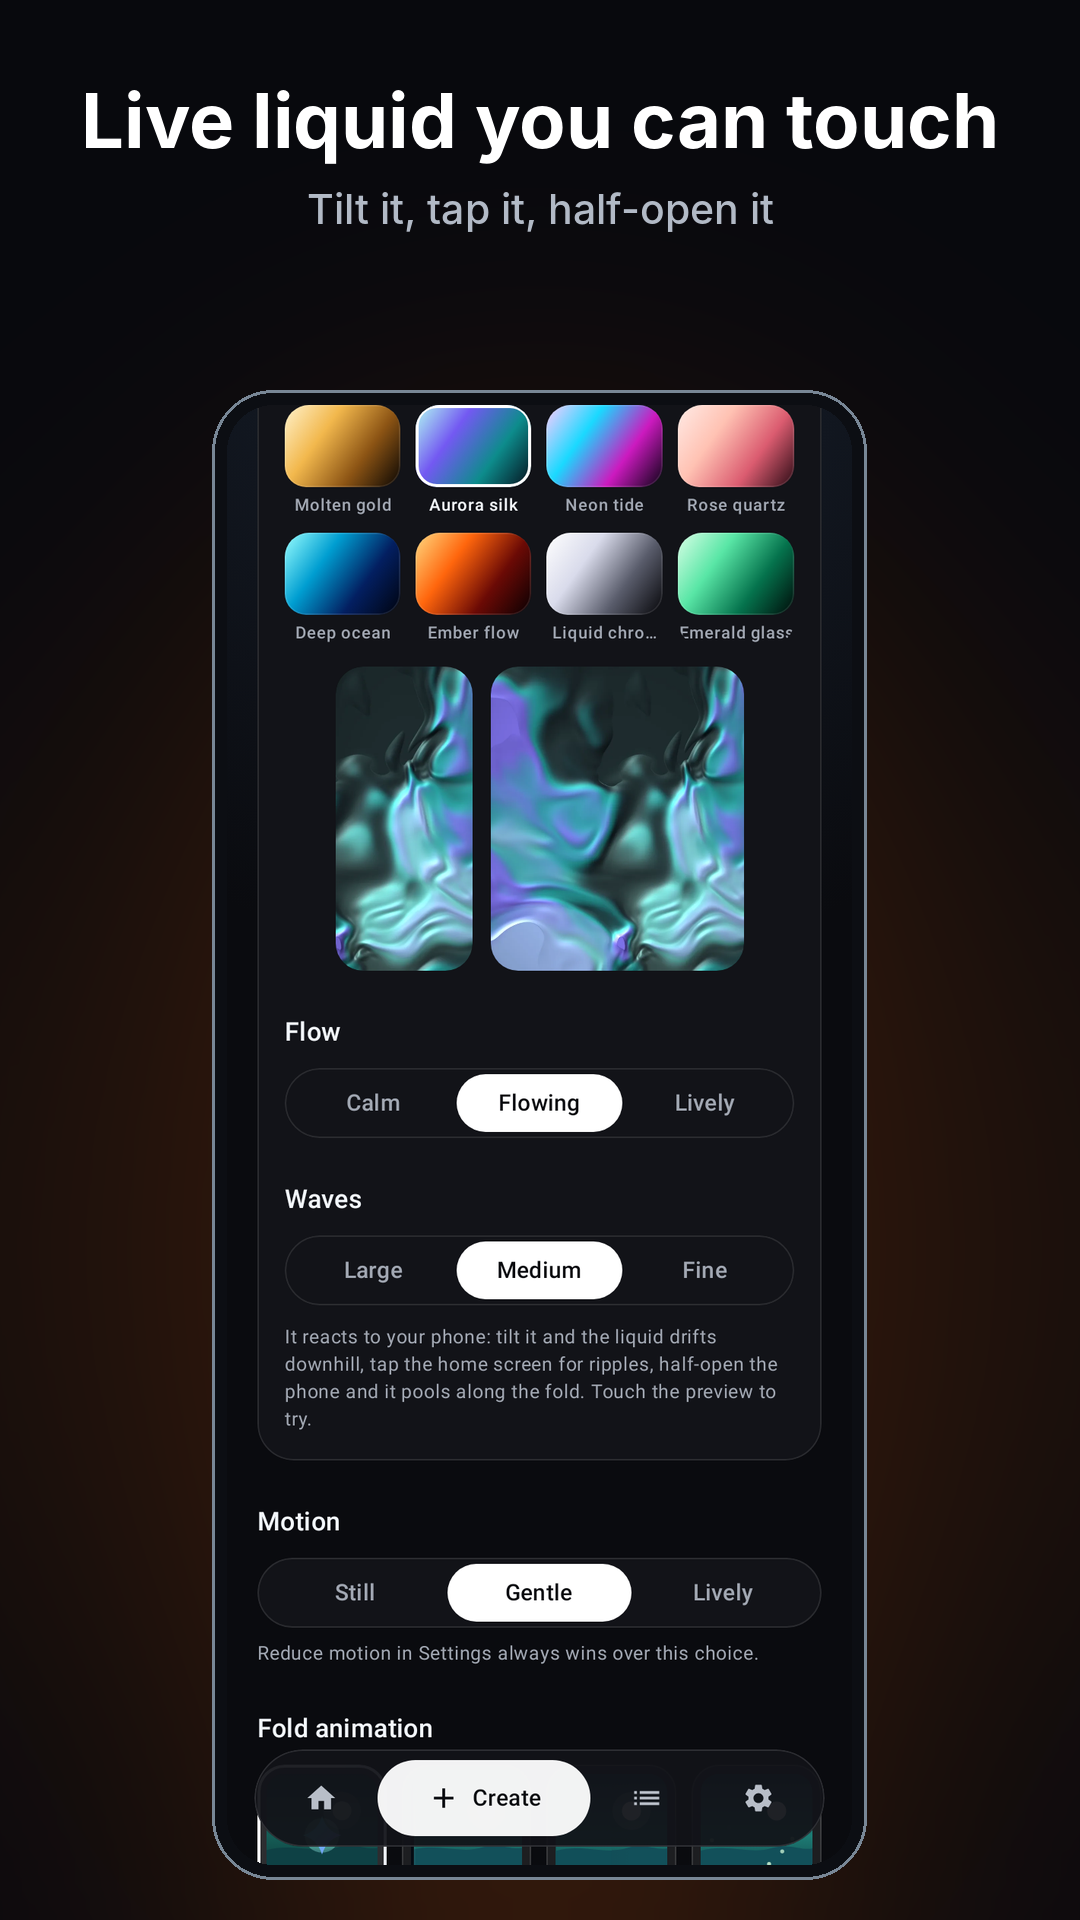 Live liquid you can touch
Tilt it, tap it, half-open it
Molten gold
Aurora silk
Neon tide
Rose quartz
Deep ocean
Ember flow
Liquid chro...
Emerald glass
Flow
Calm
Flowing
Lively
Waves
Large
Medium
Fine
It reacts to your phone: tilt it and the liquid drifts
downhill, tap the home screen for ripples, half-open the
phone and it pools along the fold. Touch the preview to
try.
Motion
Still
Gentle
Lively
Reduce motion in Settings always wins over this choice.
Fold animation
Create